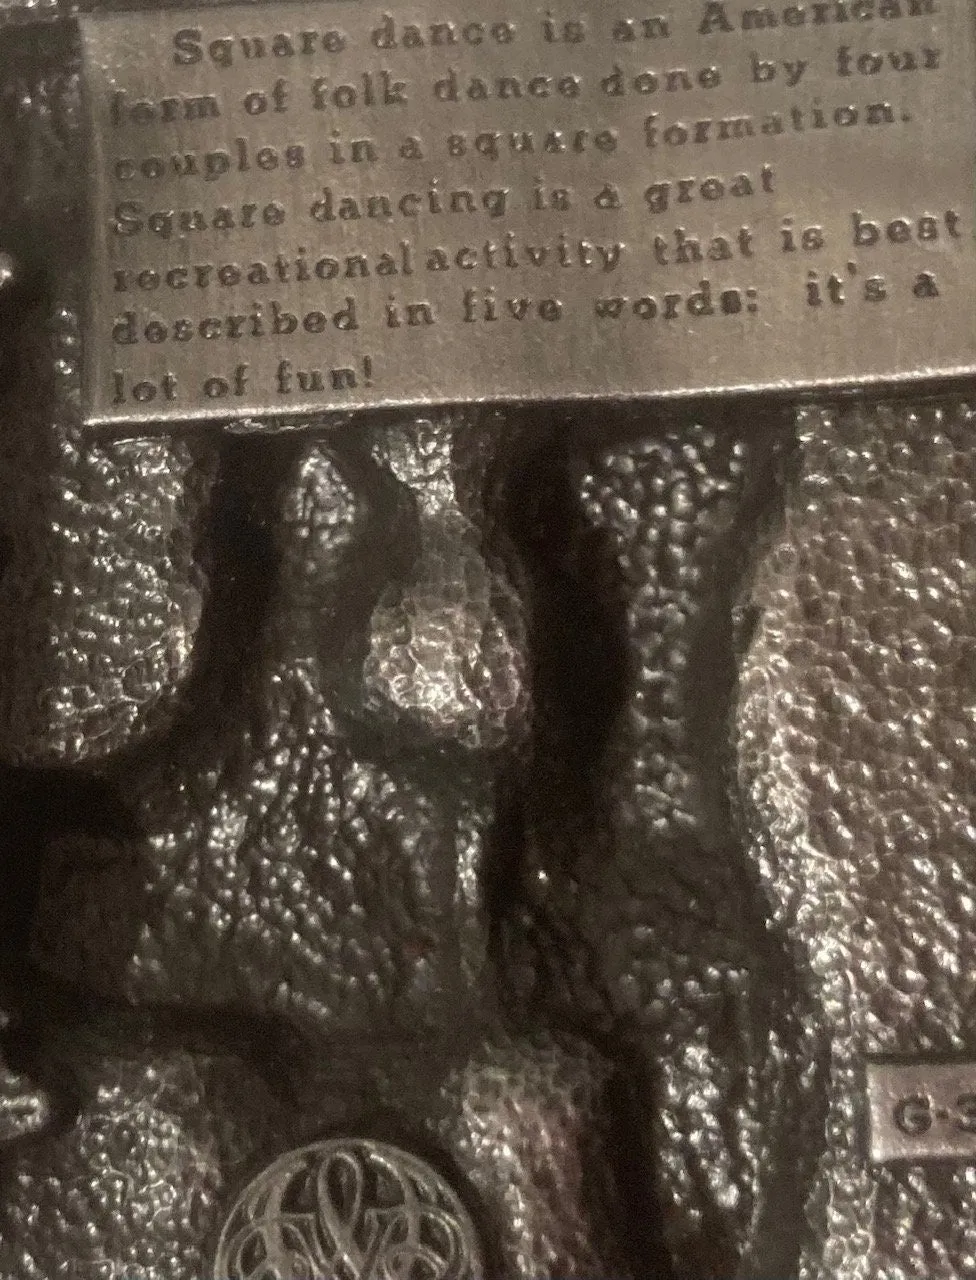 Square dance is an American
form of folk dance done by four
couples in a square formation.
Square dancing is a great
recreational activity that is best
described in five words: it's a
lot of fun!